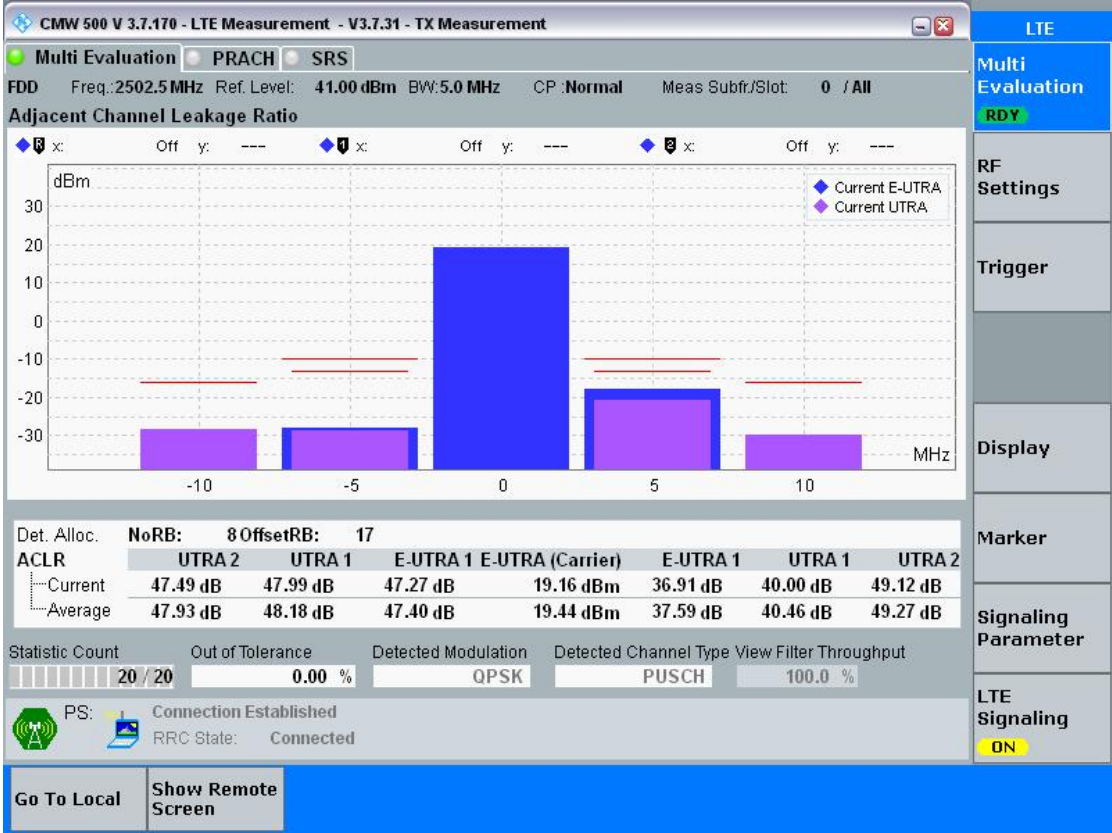 CMW 500 V 3.7.170 - LTE Measurement - V3.7.31 - TX Measurement
LTE
Multi Evaluation PRACH SRS
FDD Freq.:2502.5 MHz Ref. Level: 41.00 dBm BW:5.0 MHz CP :Normal Meas Subfr./Slot: 0 / All
Adjacent Channel Leakage Ratio
R x: Off y: --- 1 x: Off y: --- 2 x: Off y: ---
dBm
Current E-UTRA
Current UTRA
30
20
10
0
-10
-20
-30
MHz
-10 -5 0 5 10
Det. Alloc. NoRB: 8 OffsetRB: 17
ACLR UTRA 2 UTRA 1 E-UTRA 1 E-UTRA (Carrier) E-UTRA 1 UTRA 1 UTRA 2
Current 47.49 dB 47.99 dB 47.27 dB 19.16 dBm 36.91 dB 40.00 dB 49.12 dB
Average 47.93 dB 48.18 dB 47.40 dB 19.44 dBm 37.59 dB 40.46 dB 49.27 dB
Statistic Count Out of Tolerance Detected Modulation Detected Channel Type View Filter Throughput
20 / 20 0.00 % QPSK PUSCH 100.0 %
PS: Connection Established
RRC State: Connected
Multi
Evaluation
RDY
RF
Settings
Trigger
Display
Marker
Signaling
Parameter
LTE
Signaling
ON
Go To Local
Show Remote
Screen